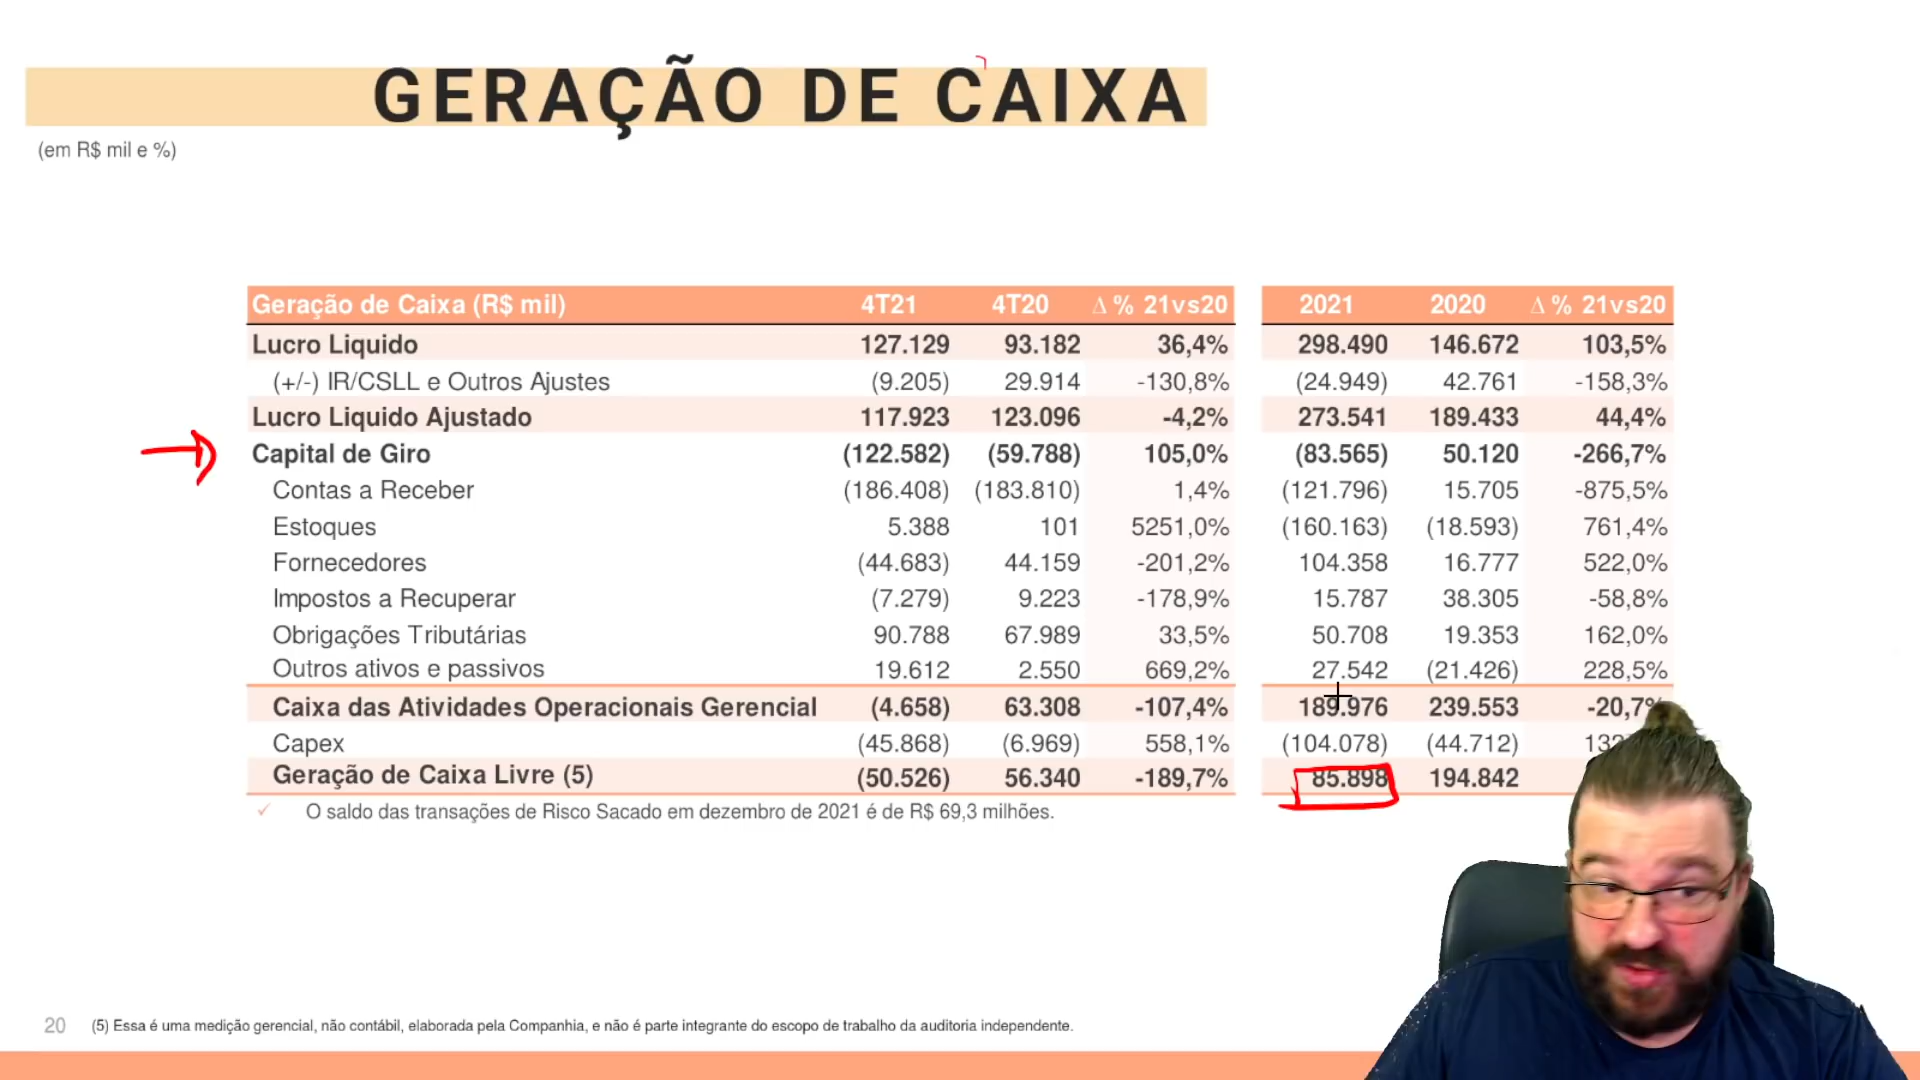 GERAÇÃO DE CAIXA
(em R$ mil e %)
Geração de Caixa (R$ mil) 4T21 4T20 Δ % 21vs20 2021 2020 Δ % 21vs20
Lucro Liquido 127.129 93.182 36,4% 298.490 146.672 103,5%
(+/-) IR/CSLL e Outros Ajustes (9.205) 29.914 -130,8% (24.949) 42.761 -158,3%
Lucro Liquido Ajustado 117.923 123.096 -4,2% 273.541 189.433 44,4%
Capital de Giro (122.582) (59.788) 105,0% (83.565) 50.120 -266,7%
Contas a Receber (186.408) (183.810) 1,4% (121.796) 15.705 -875,5%
Estoques 5.388 101 5251,0% (160.163) (18.593) 761,4%
Fornecedores (44.683) 44.159 -201,2% 104.358 16.777 522,0%
Impostos a Recuperar (7.279) 9.223 -178,9% 15.787 38.305 -58,8%
Obrigações Tributárias 90.788 67.989 33,5% 50.708 19.353 162,0%
Outros ativos e passivos 19.612 2.550 669,2% 27.542 (21.426) 228,5%
Caixa das Atividades Operacionais Gerencial (4.658) 63.308 -107,4% 189.976 239.553 -20,7%
Capex (45.868) (6.969) 558,1% (104.078) (44.712)
Geração de Caixa Livre (5) (50.526) 56.340 -189,7% 85.898 194.842
✓ O saldo das transações de Risco Sacado em dezembro de 2021 é de R$ 69,3 milhões.
20 (5) Essa é uma medição gerencial, não contábil, elaborada pela Companhia, e não é parte integrante do escopo de trabalho da auditoria independente.